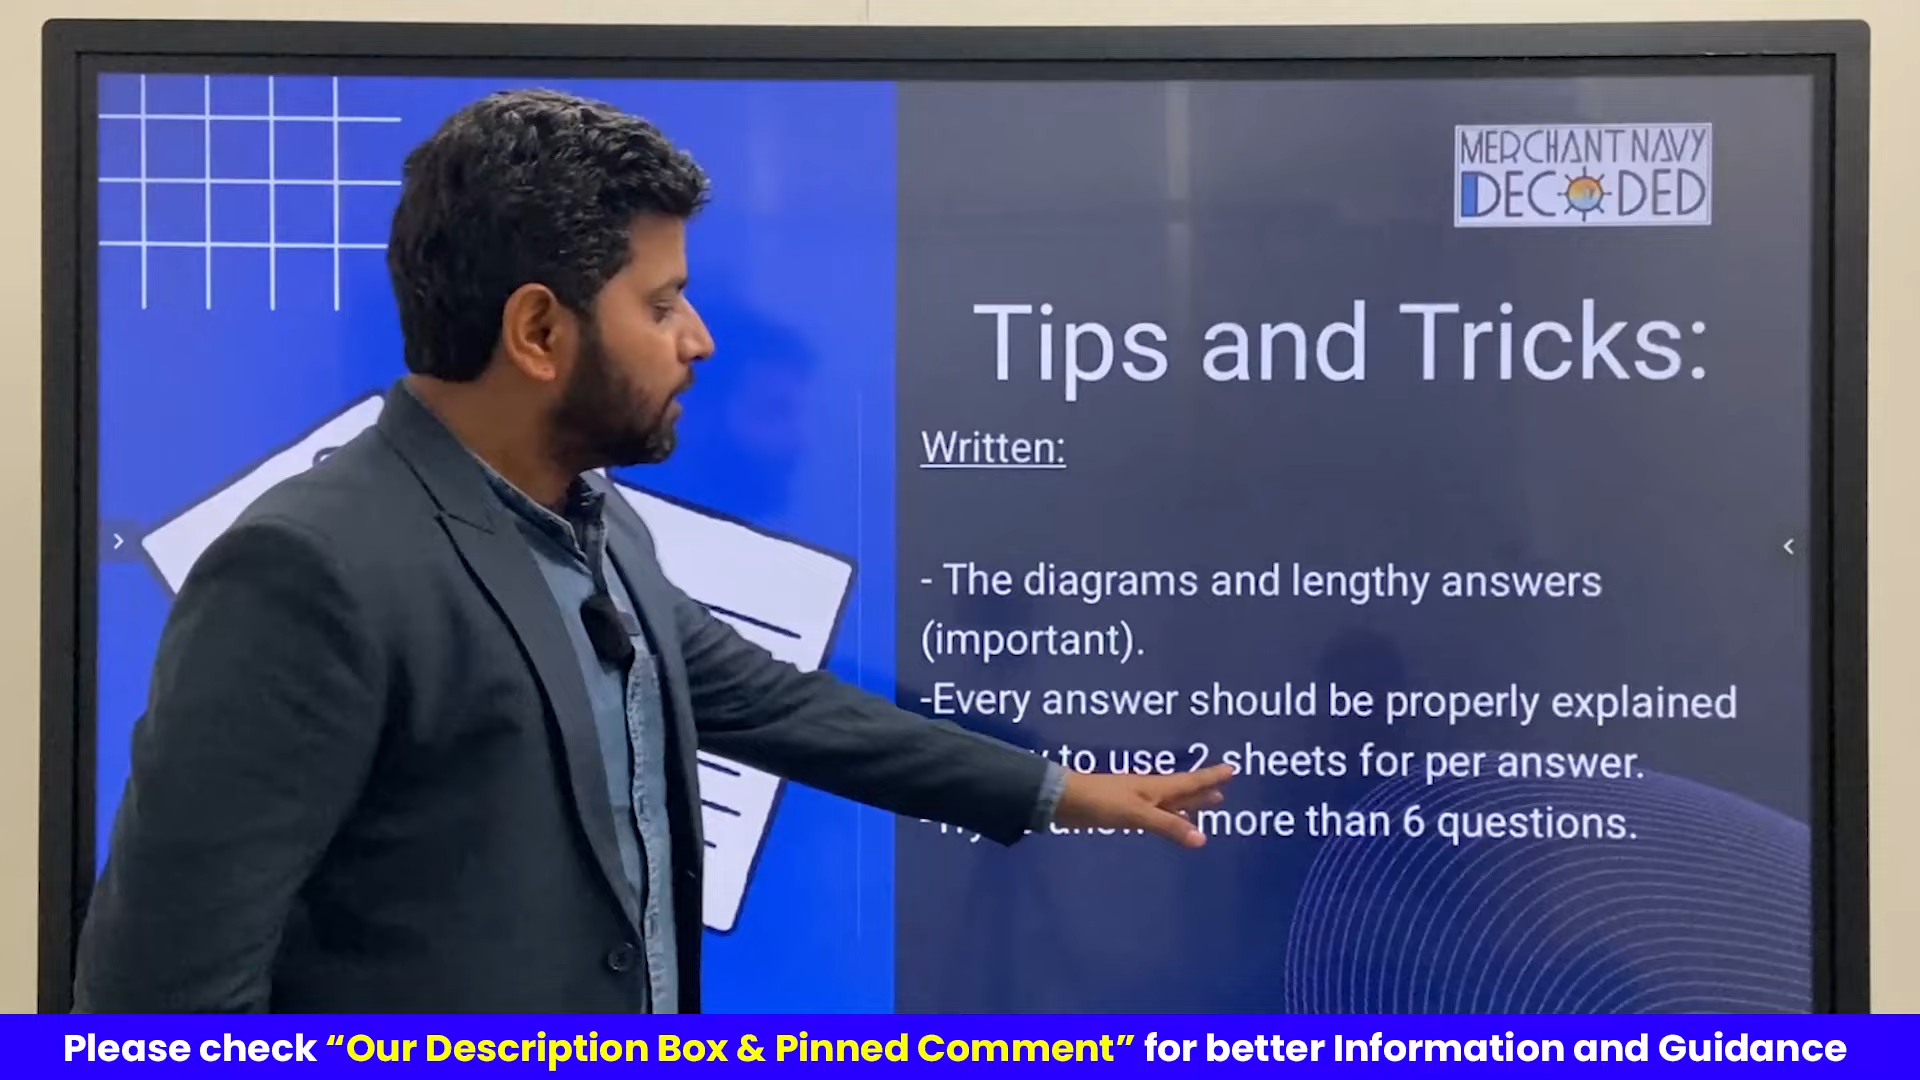 MERCHANT NAVY
DECODED
Tips and Tricks:
Written:
- The diagrams and lengthy answers
(important).
-Every answer should be properly explained
to use 2 sheets for per answer.
more than 6 questions.
Please check “Our Description Box & Pinned Comment” for better Information and Guidance